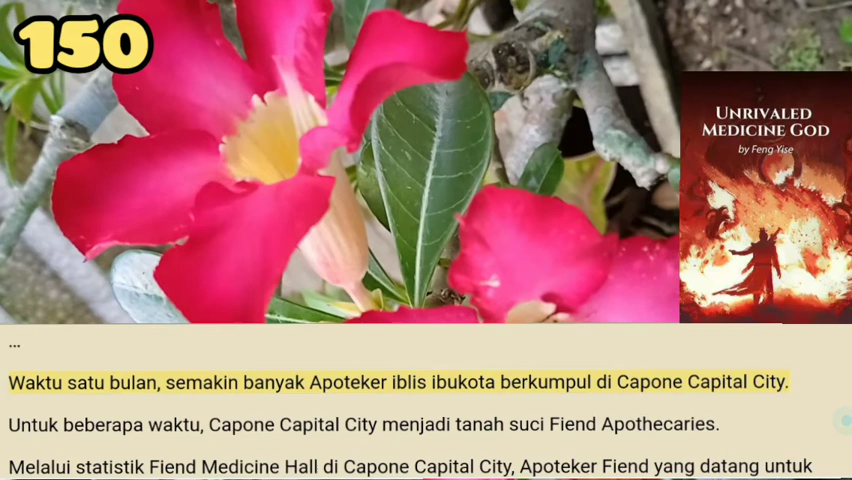 150
UNRIVALED
MEDICINE GOD
by Feng Yise
...
Waktu satu bulan, semakin banyak Apoteker iblis ibukota berkumpul di Capone Capital City.
Untuk beberapa waktu, Capone Capital City menjadi tanah suci Fiend Apothecaries.
Melalui statistik Fiend Medicine Hall di Capone Capital City, Apoteker Fiend yang datang untuk